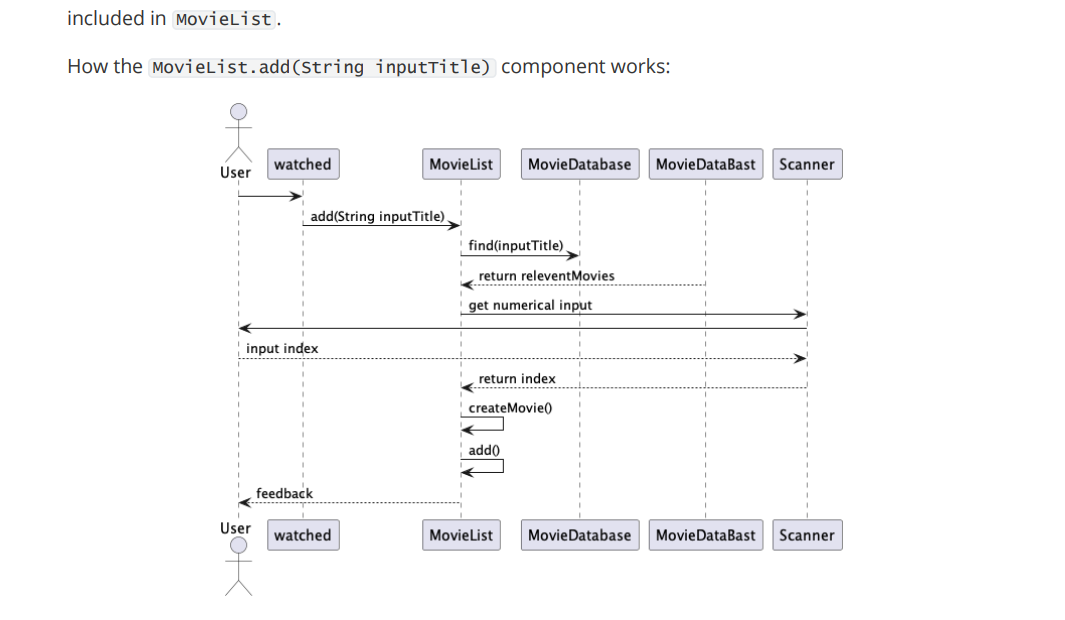 included in MovieList.
How the MovieList.add(String inputTitle) component works:
User watched MovieList MovieDatabase MovieDataBast Scanner
add(String inputTitle)
find(inputTitle)
return releventMovies
get numerical input
input index
return index
createMovie()
add()
feedback
User watched MovieList MovieDatabase MovieDataBast Scanner